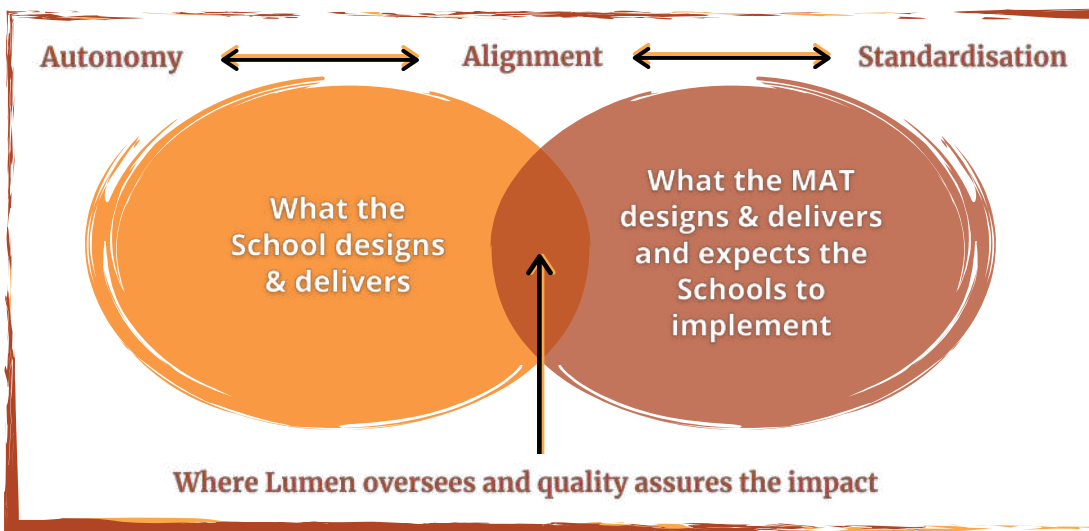 Autonomy
Alignment
Standardisation
What the
School designs
& delivers
What the MAT
designs & delivers
and expects the
Schools to
implement
Where Lumen oversees and quality assures the impact